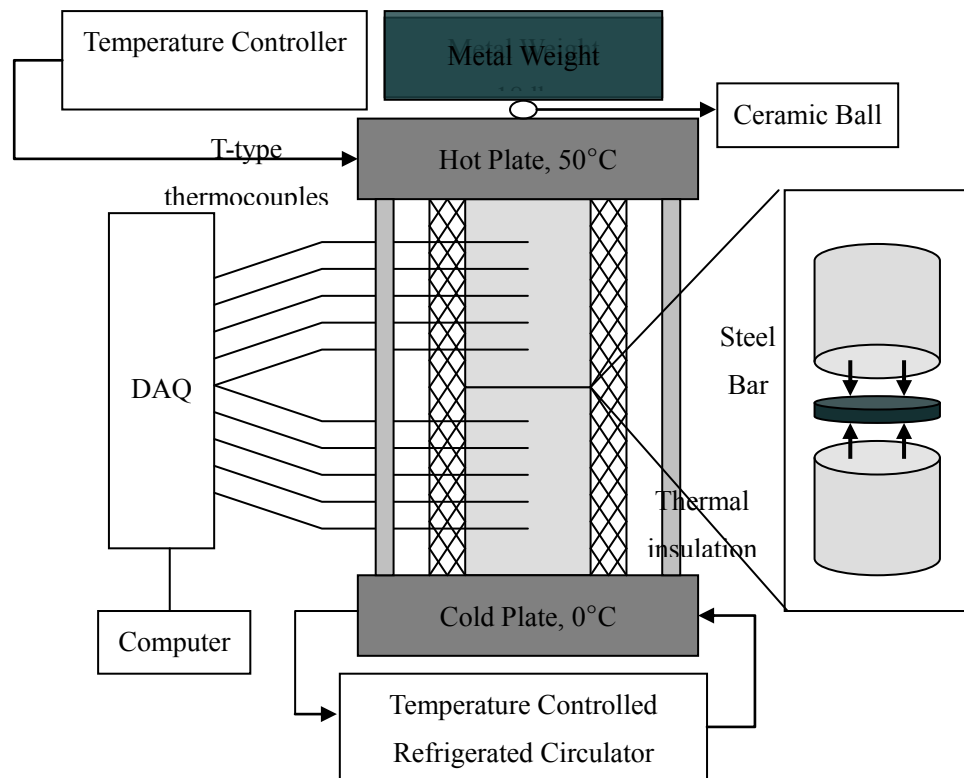 Temperature Controller
Metal Weight
Ceramic Ball
T-type
thermocouples
Hot Plate, 50°C
DAQ
Steel
Bar
Thermal
insulation
Cold Plate, 0°C
Computer
Temperature Controlled
Refrigerated Circulator